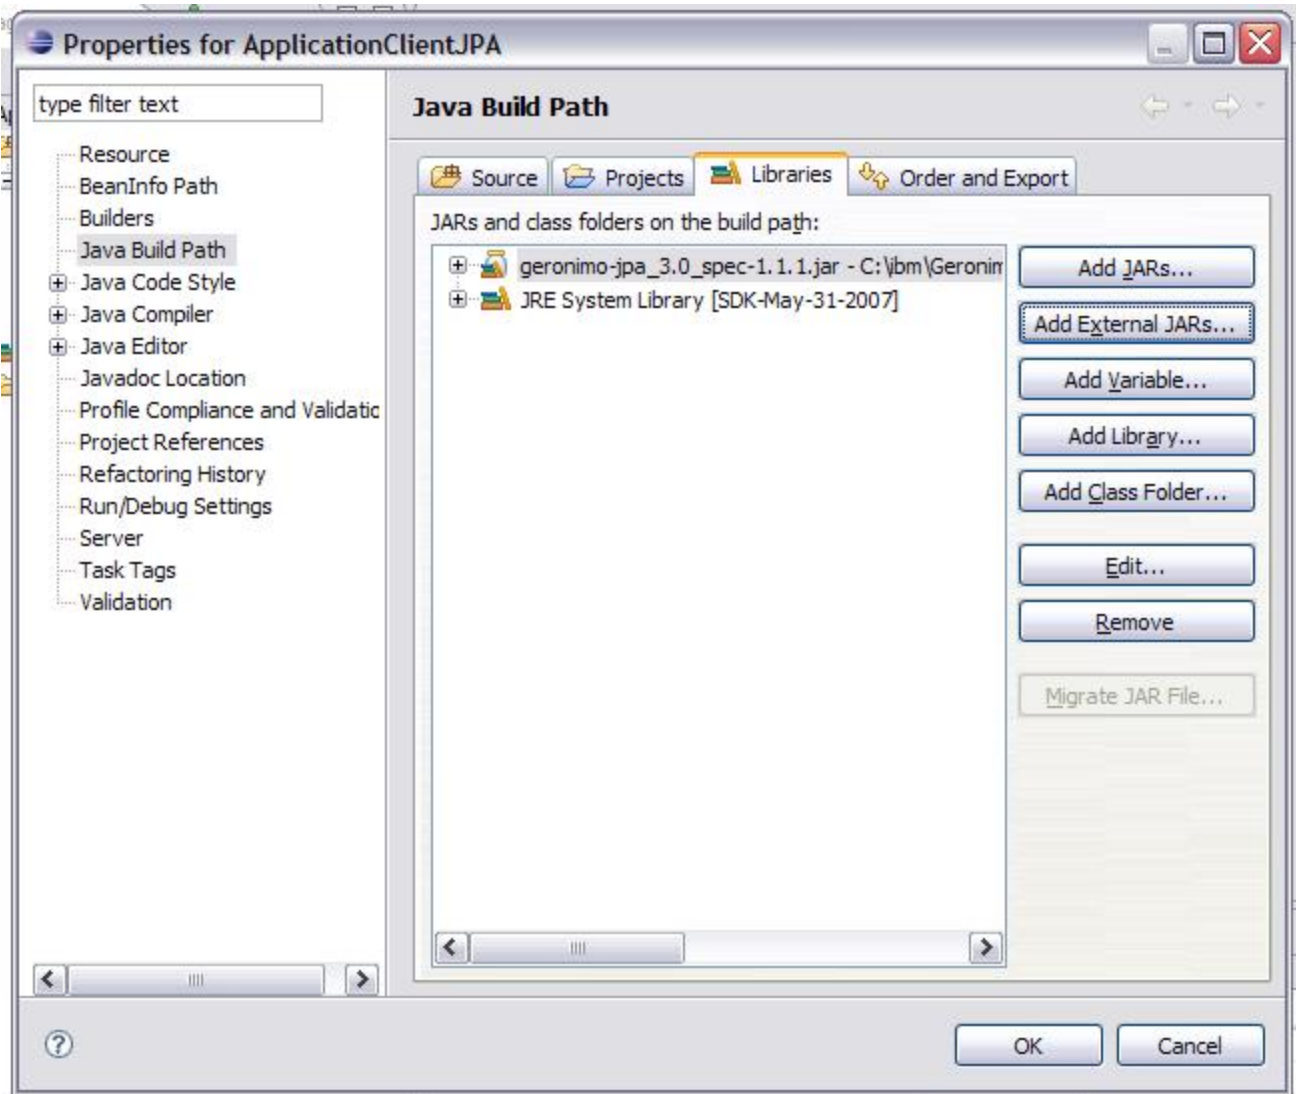 Properties for ApplicationClientJPA
type filter text
Java Build Path
Resource
BeanInfo Path
Builders
Java Build Path
Java Code Style
Java Compiler
Java Editor
Javadoc Location
Profile Compliance and Validatic
Project References
Refactoring History
Run/Debug Settings
Server
Task Tags
Validation
Source
Projects
Libraries
Order and Export
JARs and class folders on the build path:
geronimo-jpa_3.0_spec-1.1.1.jar - C:\ibm\Geronim
JRE System Library [SDK-May-31-2007]
Add JARs...
Add External JARs...
Add Variable...
Add Library...
Add Class Folder...
Edit...
Remove
Migrate JAR File...
OK
Cancel